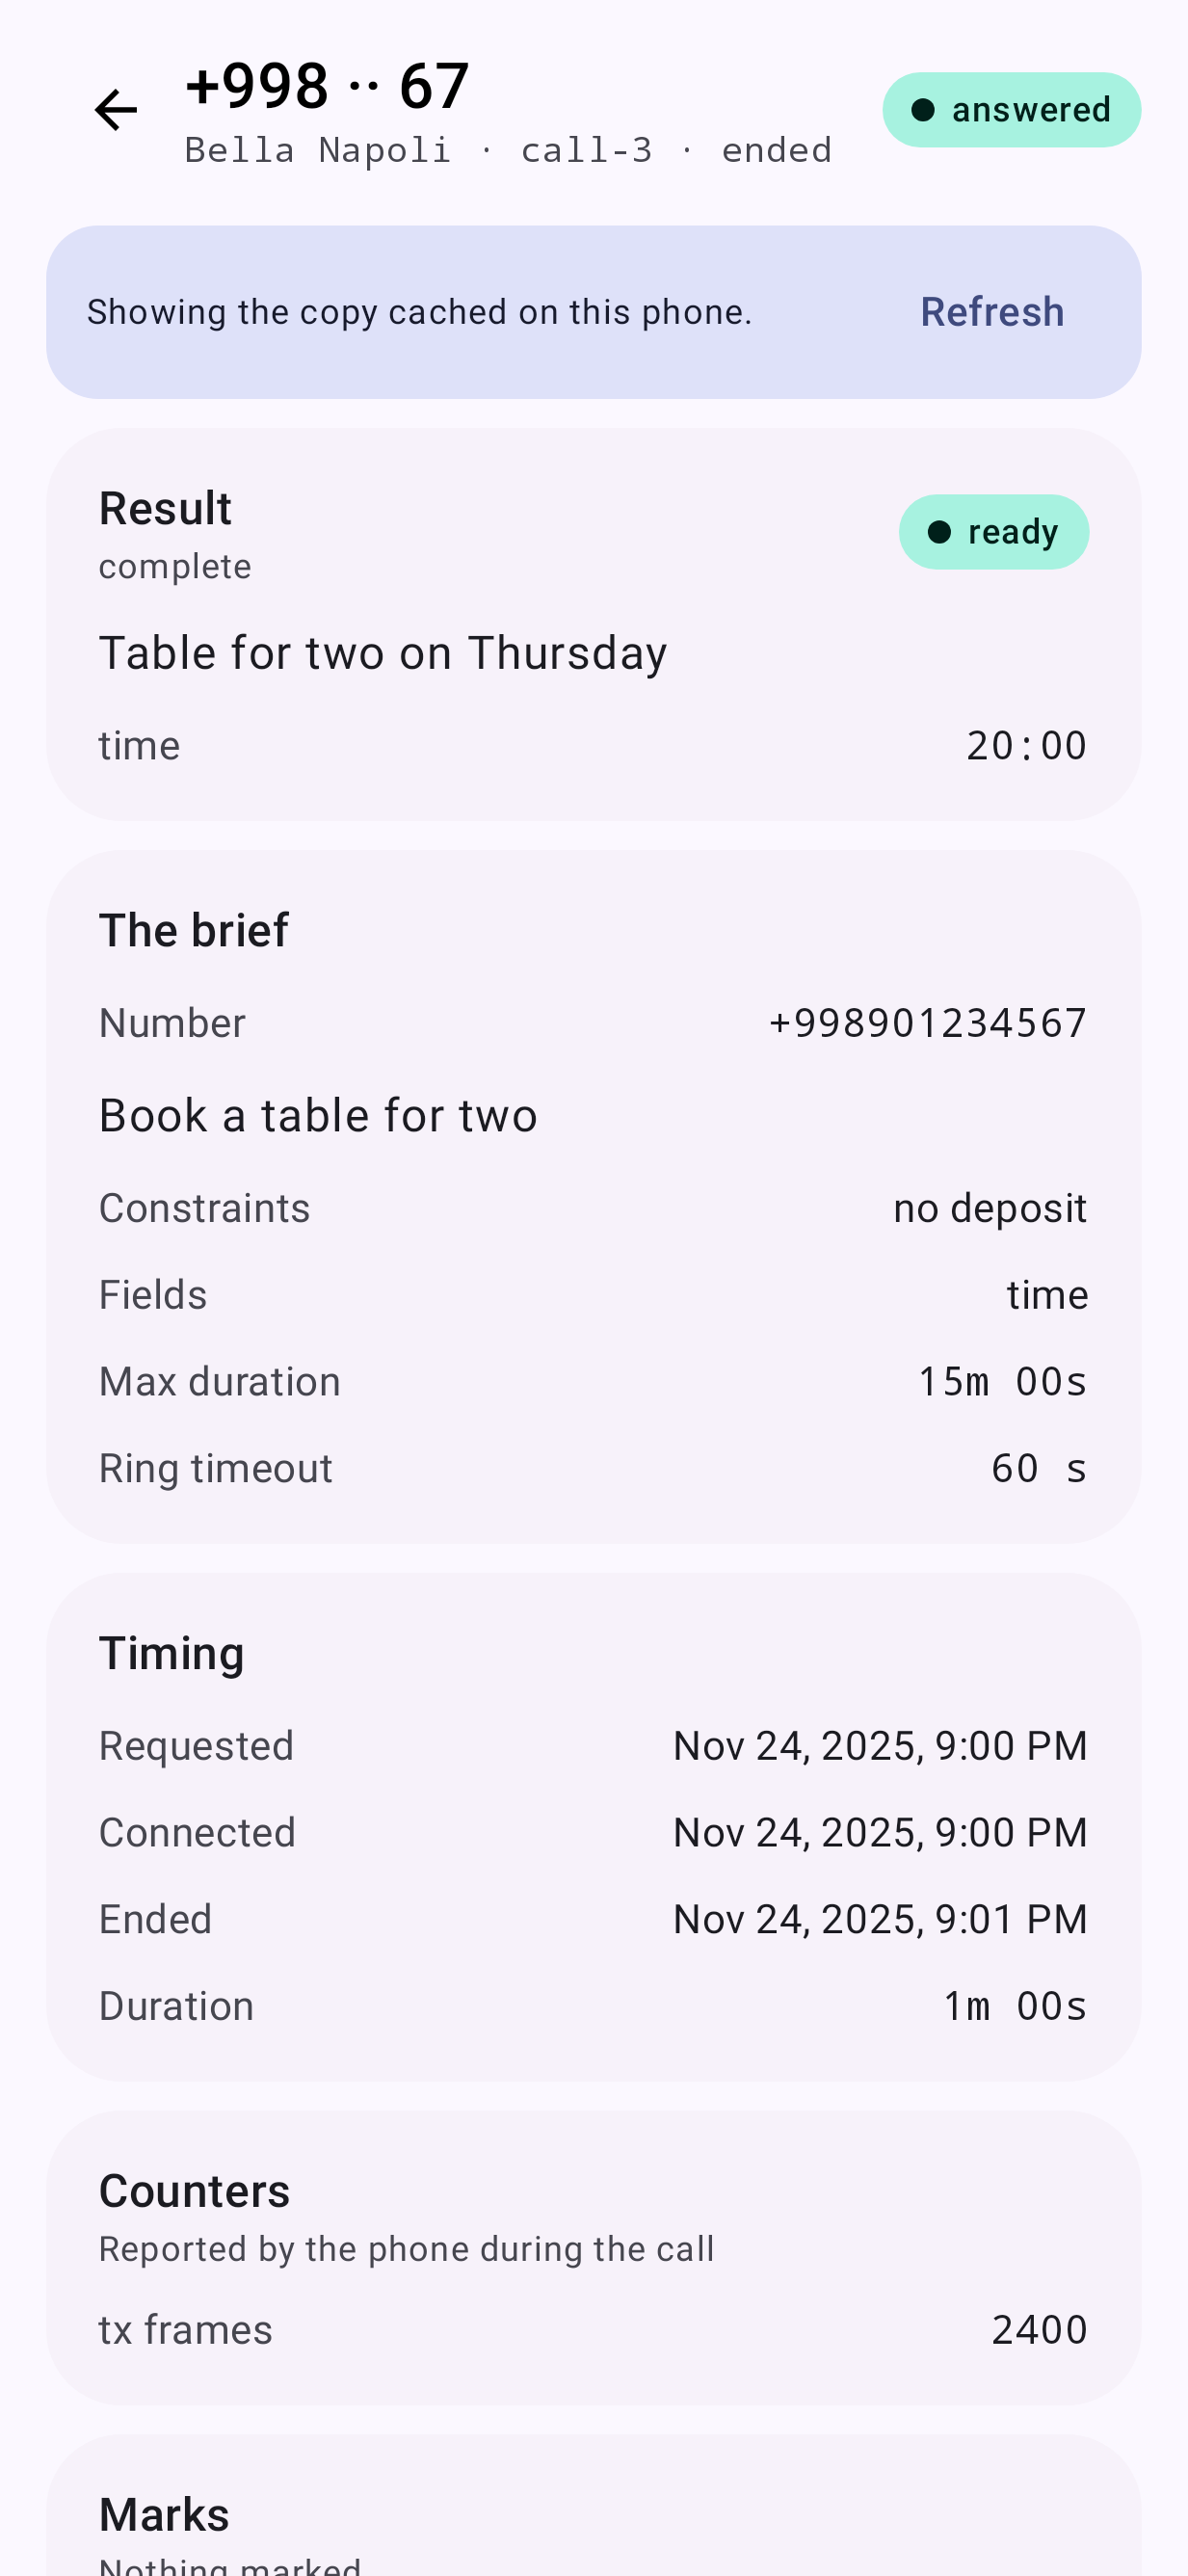 +998 ·· 67
answered
Bella Napoli · call-3 · ended
Showing the copy cached on this phone.
Refresh
Result
ready
complete
Table for two on Thursday
time 20:00
The brief
Number +998901234567
Book a table for two
Constraints no deposit
Fields time
Max duration 15m 00s
Ring timeout 60 s
Timing
Requested Nov 24, 2025, 9:00 PM
Connected Nov 24, 2025, 9:00 PM
Ended Nov 24, 2025, 9:01 PM
Duration 1m 00s
Counters
Reported by the phone during the call
tx frames 2400
Marks
Nothing marked